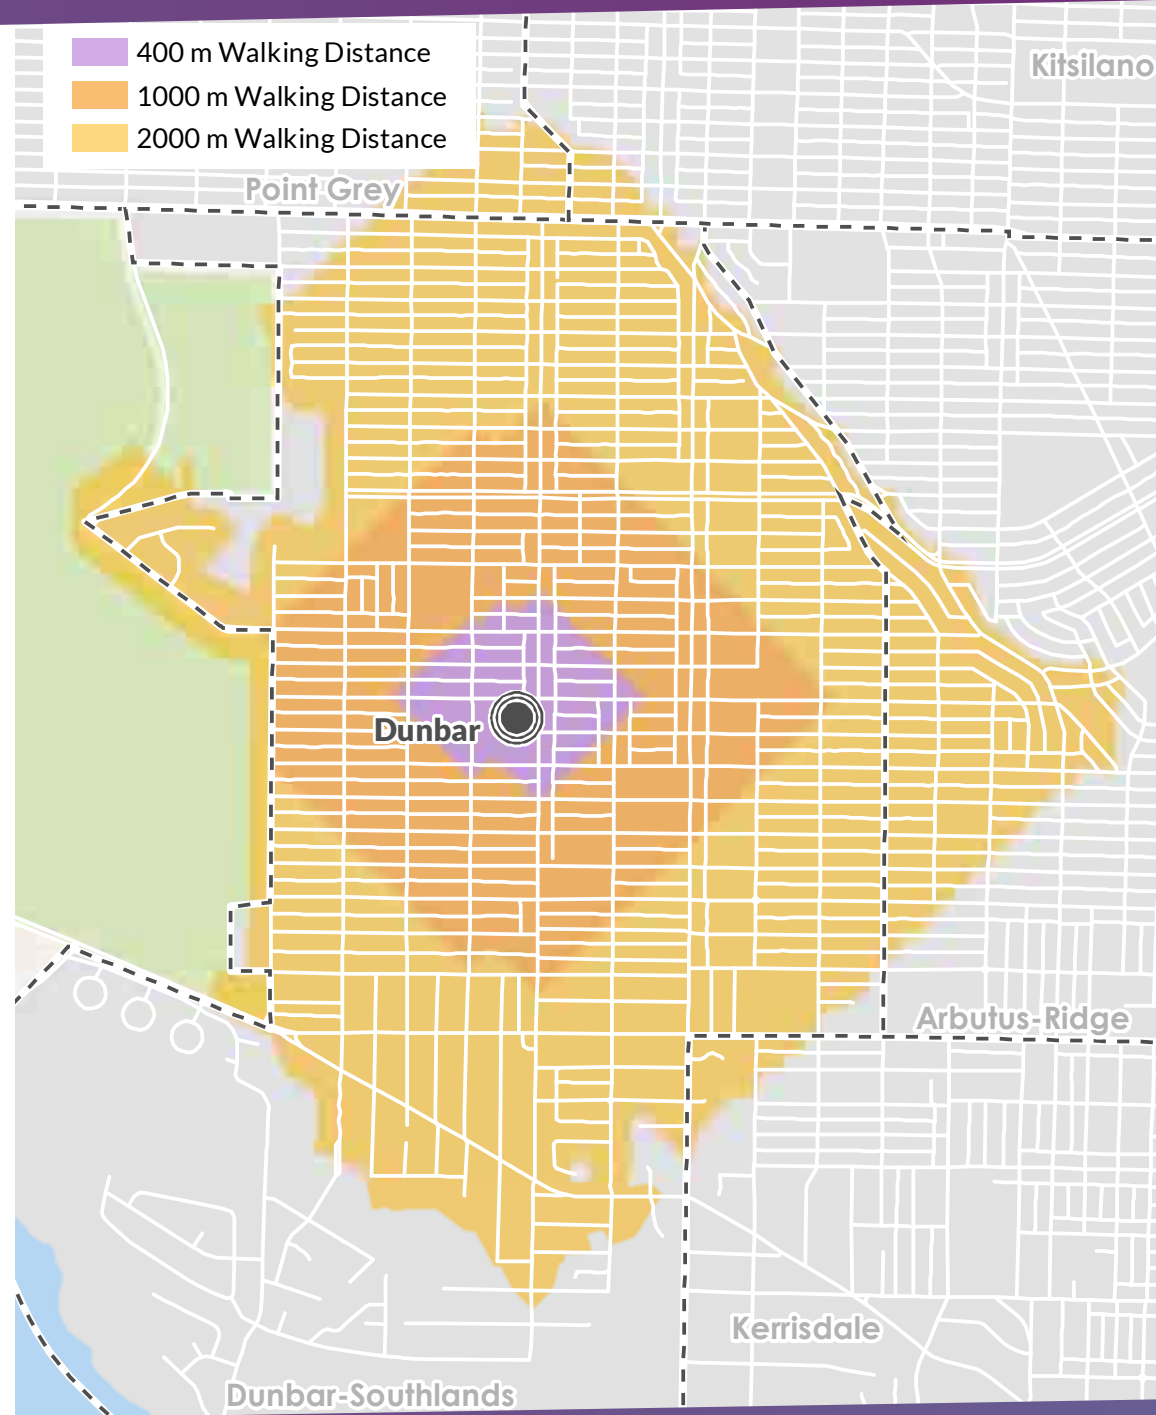 400 m Walking Distance
1000 m Walking Distance
2000 m Walking Distance
Kitsilano
Point Grey
Dunbar
Arbutus-Ridge
Kerrisdale
Dunbar-Southlands